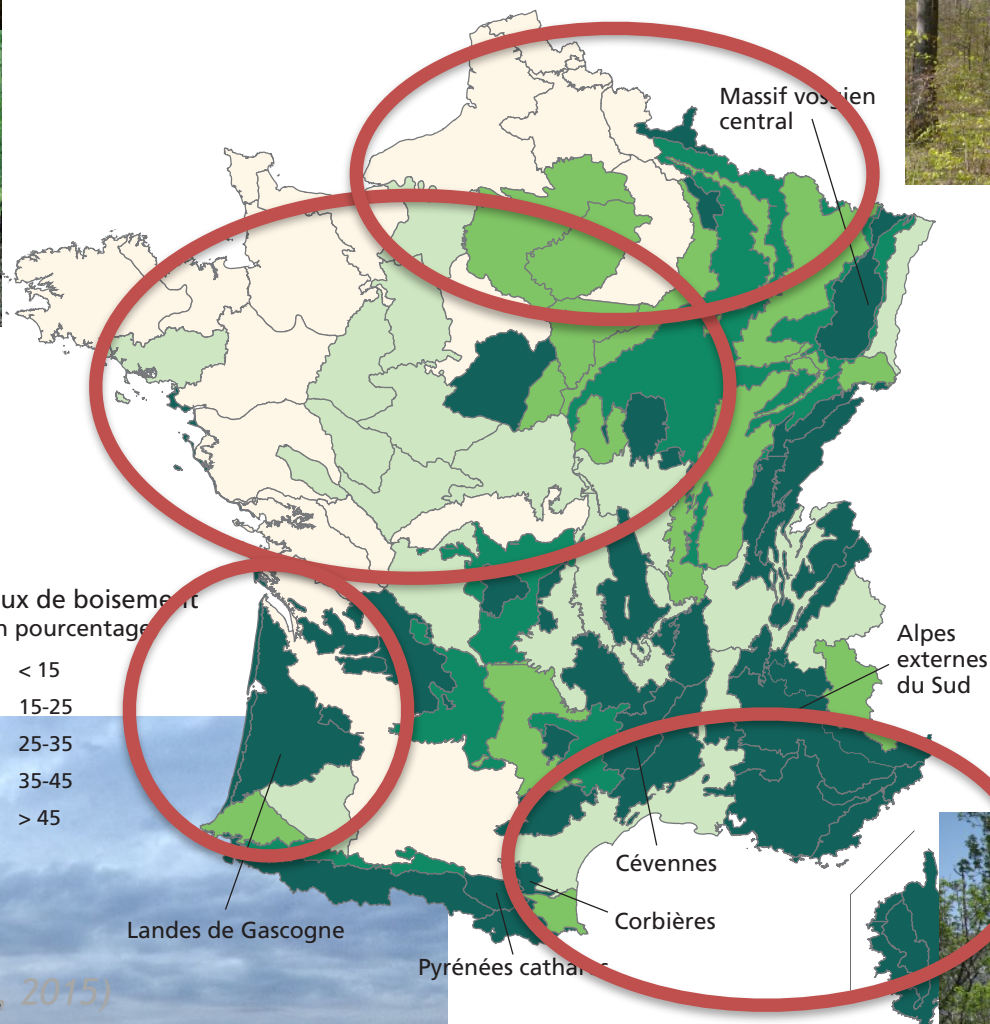 Massif vosgien
central
ux de boisement
n pourcentage
< 15
15-25
25-35
35-45
> 45
Alpes
externes
du Sud
Cévennes
Corbières
Landes de Gascogne
Pyrénées cathares
, 2015)